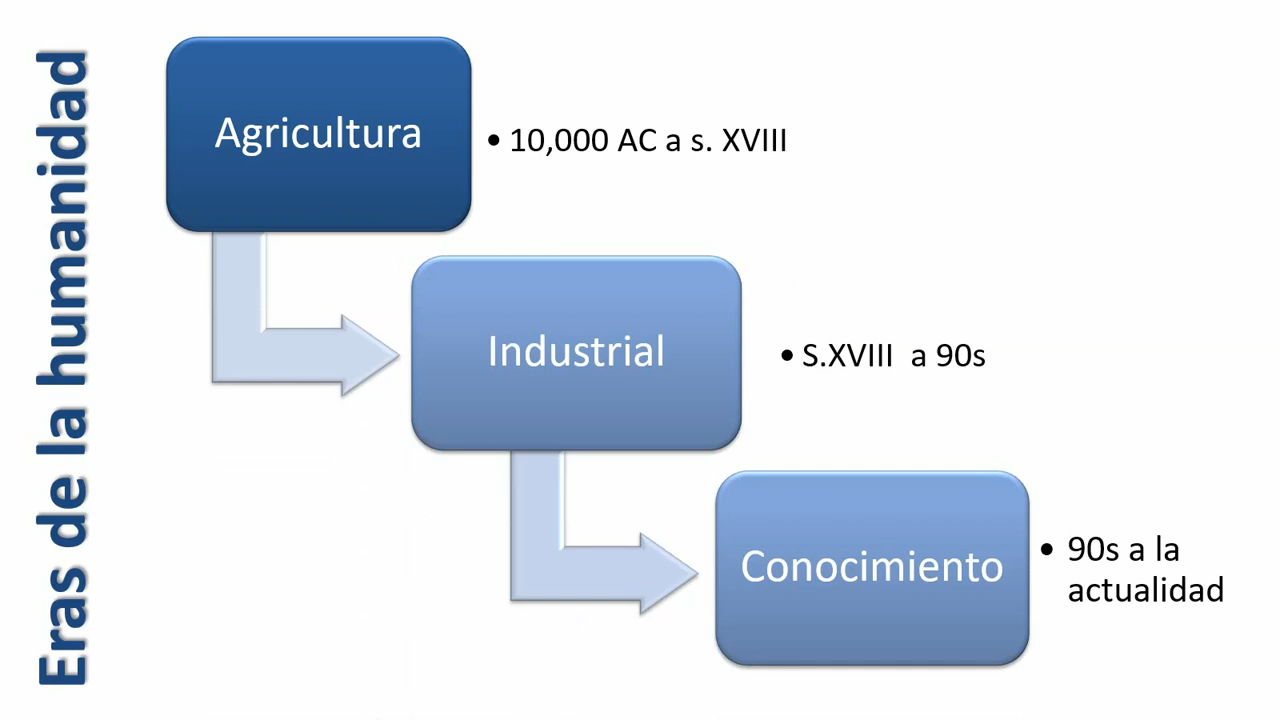 Eras de la humanidad
Agricultura
• 10,000 AC a s. XVIII
Industrial
• S.XVIII a 90s
Conocimiento
• 90s a la
actualidad